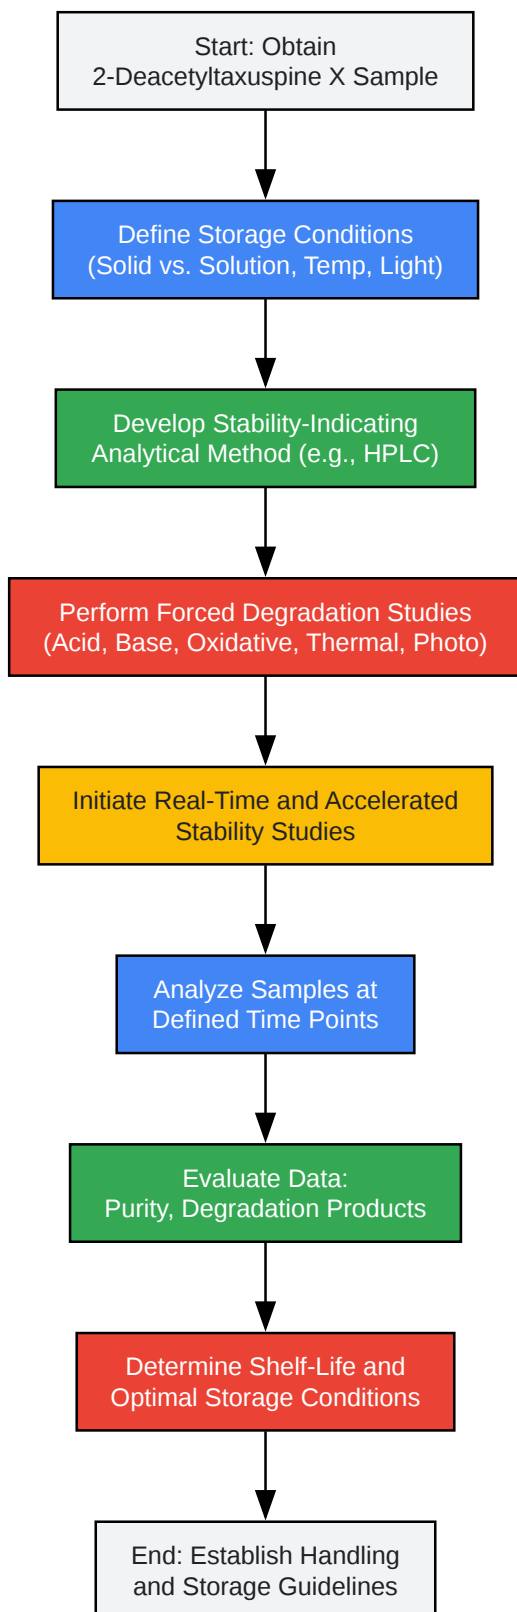 Start: Obtain
2-Deacetyltaxuspine X Sample
Define Storage Conditions
(Solid vs. Solution, Temp, Light)
Develop Stability-Indicating
Analytical Method (e.g., HPLC)
Perform Forced Degradation Studies
(Acid, Base, Oxidative, Thermal, Photo)
Initiate Real-Time and Accelerated
Stability Studies
Analyze Samples at
Defined Time Points
Evaluate Data:
Purity, Degradation Products
Determine Shelf-Life and
Optimal Storage Conditions
End: Establish Handling
and Storage Guidelines